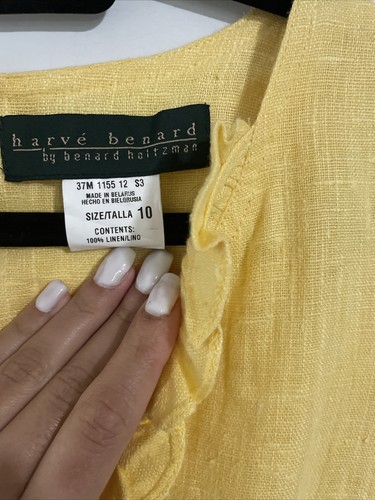 harvé benard
by benard holtzman
37M 1155 12 S3
MADE IN BELARUS
HECHO EN BIELORUSIA
SIZE/TALLA 10
CONTENTS:
100% LINEN/LINO